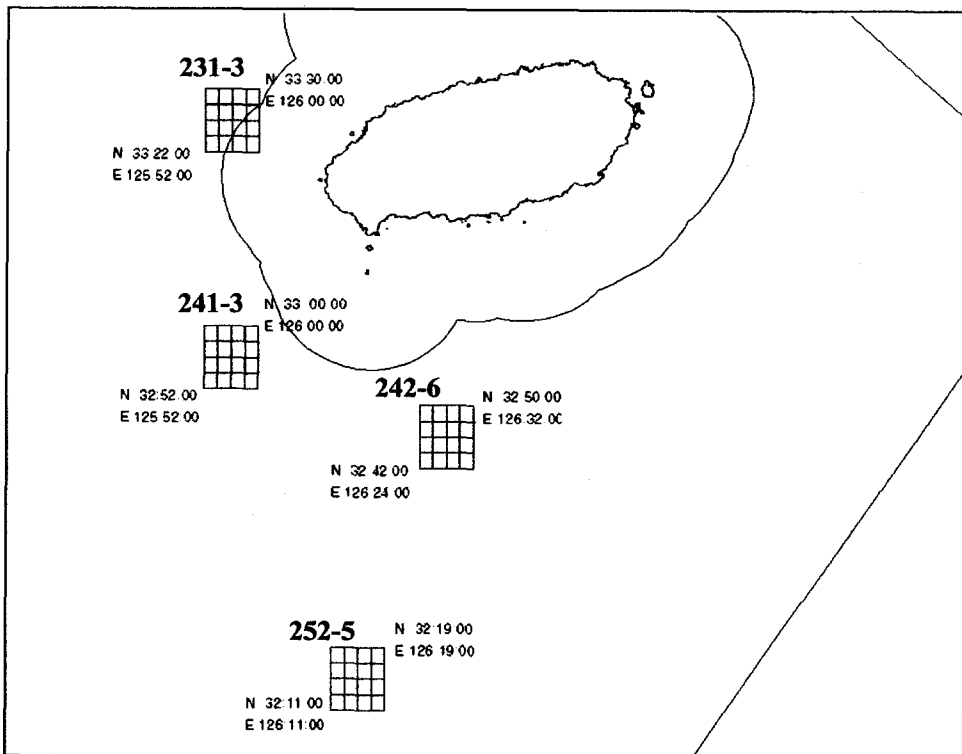 231-3
N 33 30 00
E 126 00 00
N 33 22 00
E 125 52 00
241-3
N 33 00 00
E 126 00 00
N 32:52:00
E 125 52 00
242-6
N 32 50 00
E 126:32 00
N 32 42 00
E 126 24 00
252-5
N 32:19 00
E 126 19 00
N 32:11 00
E 126:11:00